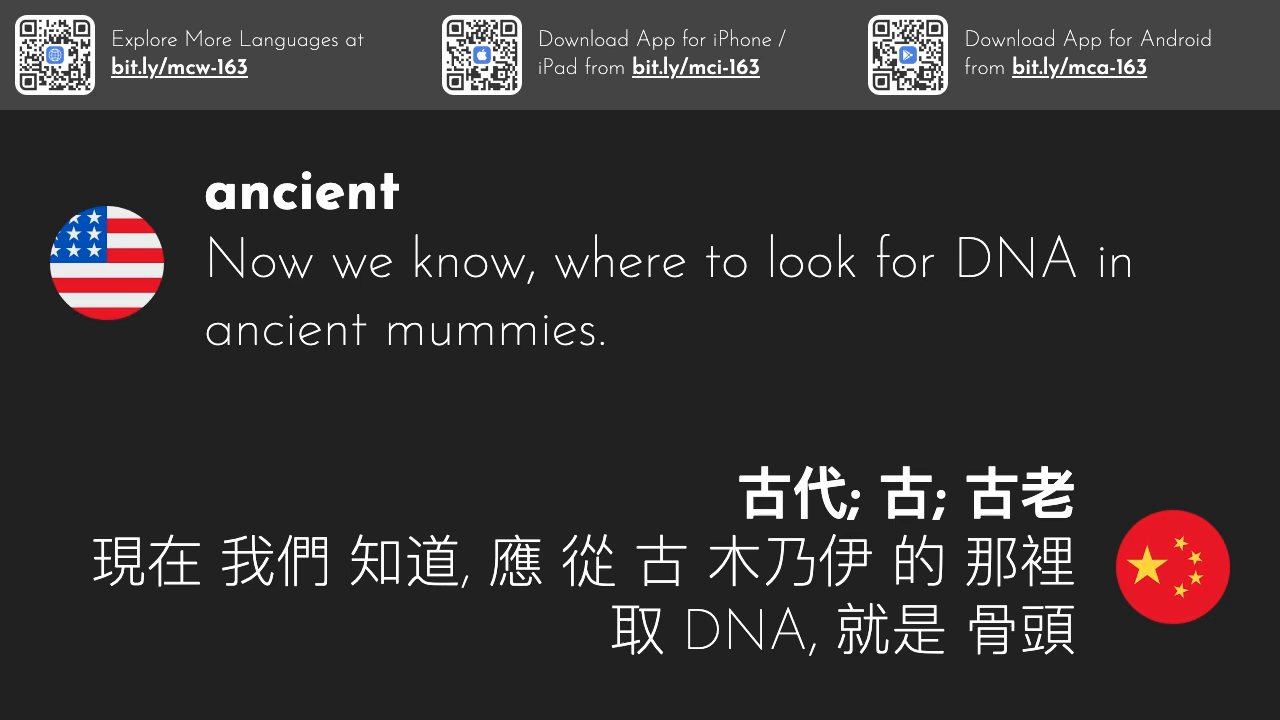 Explore More Languages at
bit.ly/mcw-163
Download App for iPhone /
iPad from bit.ly/mci-163
Download App for Android
from bit.ly/mca-163
ancient
Now we know, where to look for DNA in
ancient mummies.
古代; 古; 古老
現在 我們 知道, 應 從 古 木乃伊 的 那裡
取 DNA, 就是 骨頭